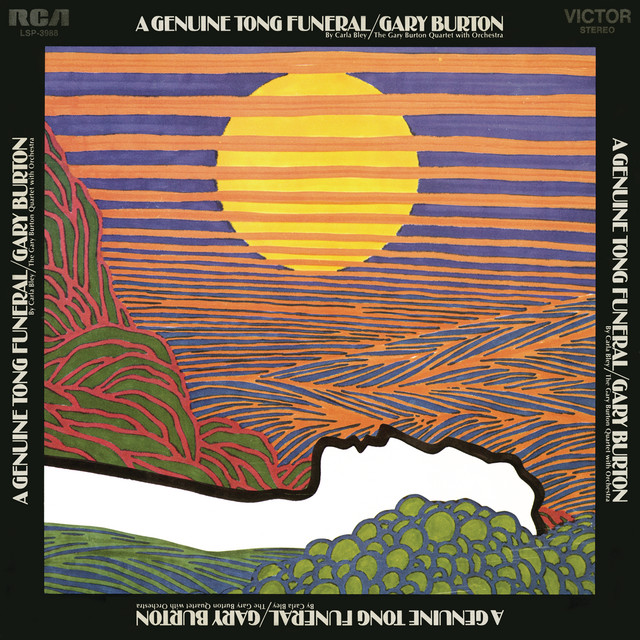 RCA
LSP-3988
A GENUINE TONG FUNERAL/GARY BURTON
By Carla Bley/The Gary Burton Quartet with Orchestra
VICTOR
STEREO
A GENUINE TONG FUNERAL/GARY BURTON
By Carla Bley/The Gary Burton Quartet with Orchestra
A GENUINE TONG FUNERAL/GARY BURTON
By Carla Bley/The Gary Burton Quartet with Orchestra
A GENUINE TONG FUNERAL/GARY BURTON
By Carla Bley/The Gary Burton Quartet with Orchestra